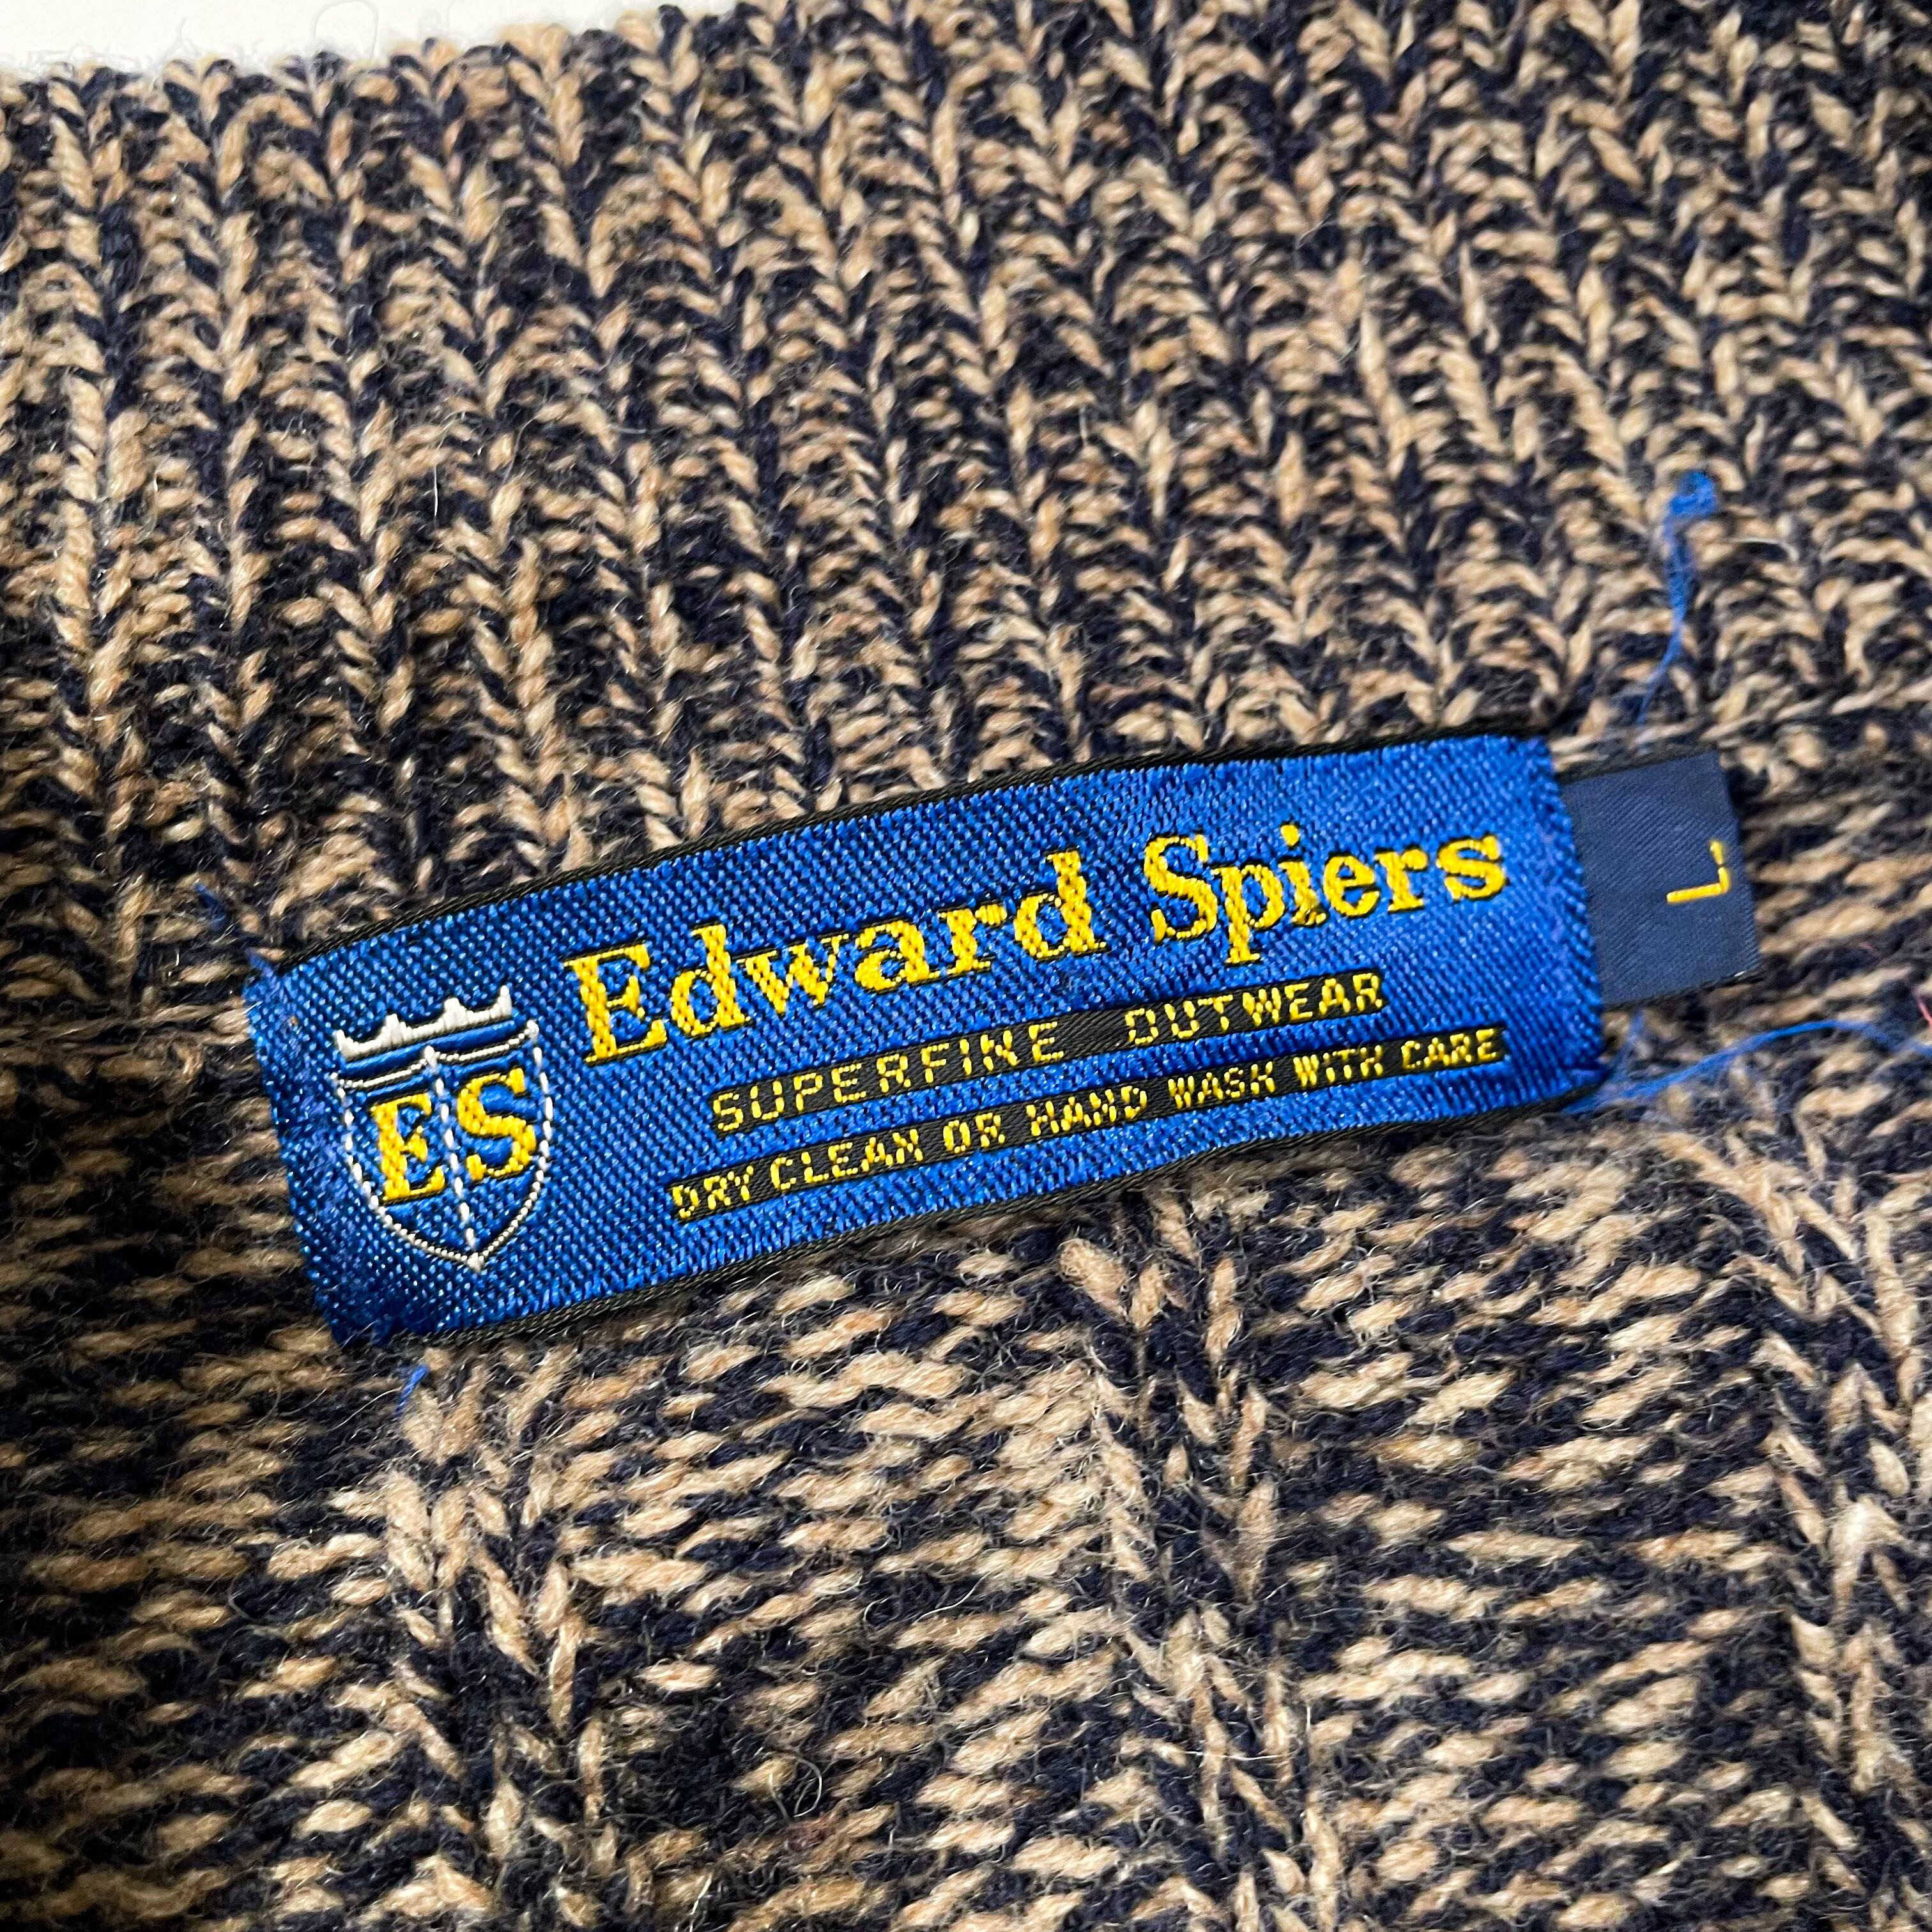 Edward Spiers
ES
SUPERFINE OUTWEAR
DRY CLEAN OR HAND WASH WITH CARE
L